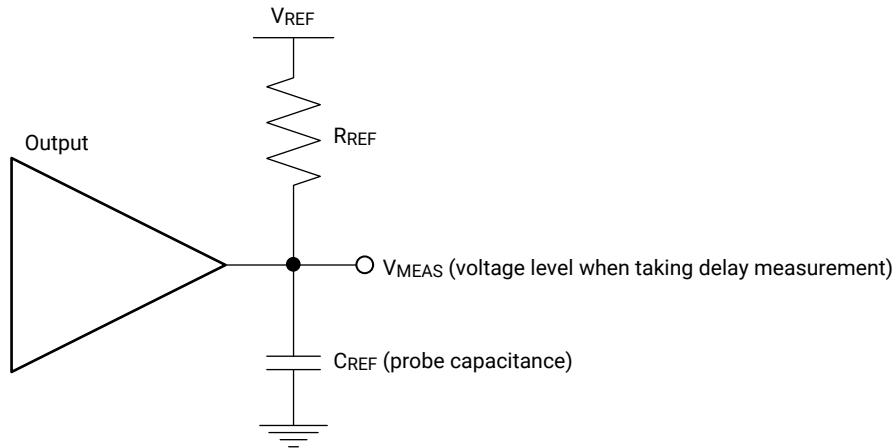 VREF
RREF
Output
VMEAS (voltage level when taking delay measurement)
CREF (probe capacitance)